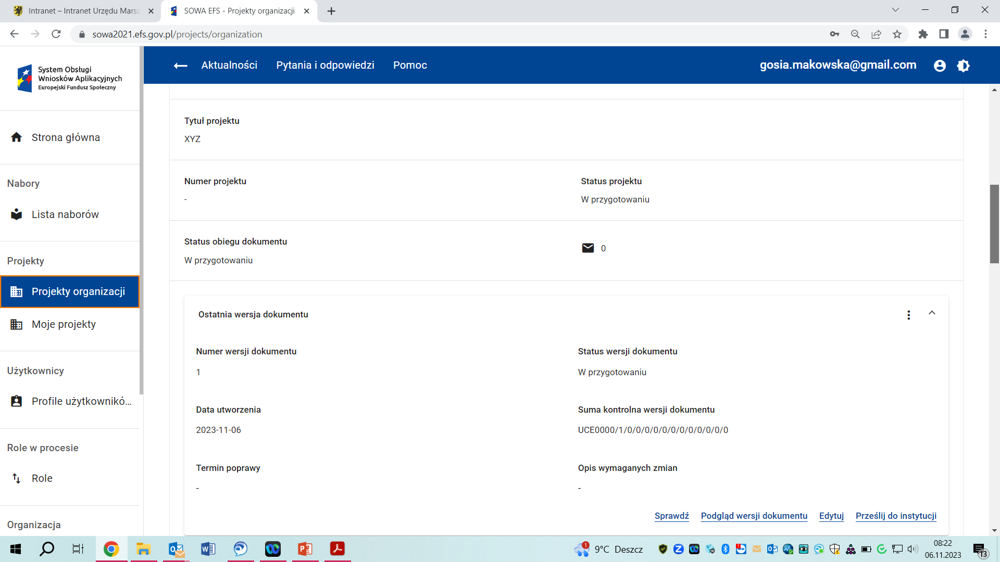 Intranet – Intranet Urzędu Marsz
SOWA EFS - Projekty organizacji
sowa2021.efs.gov.pl/projects/organization
System Obsługi
Wniosków Aplikacyjnych
Europejski Fundusz Społeczny
Aktualności
Pytania i odpowiedzi
Pomoc
gosia.makowska@gmail.com
Strona główna
Nabory
Lista naborów
Projekty
Projekty organizacji
Moje projekty
Użytkownicy
Profile użytkownikó...
Role w procesie
Role
Organizacja
Tytuł projektu
XYZ
Numer projektu
-
Status projektu
W przygotowaniu
Status obiegu dokumentu
W przygotowaniu
0
Ostatnia wersja dokumentu
Numer wersji dokumentu
1
Status wersji dokumentu
W przygotowaniu
Data utworzenia
2023-11-06
Suma kontrolna wersji dokumentu
UCE0000/1/0/0/0/0/0/0/0/0/0/0/0/0
Termin poprawy
-
Opis wymaganych zmian
-
Sprawdź
Podgląd wersji dokumentu
Edytuj
Prześlij do instytucji
1
9°C Deszcz
08:22
06.11.2023
13